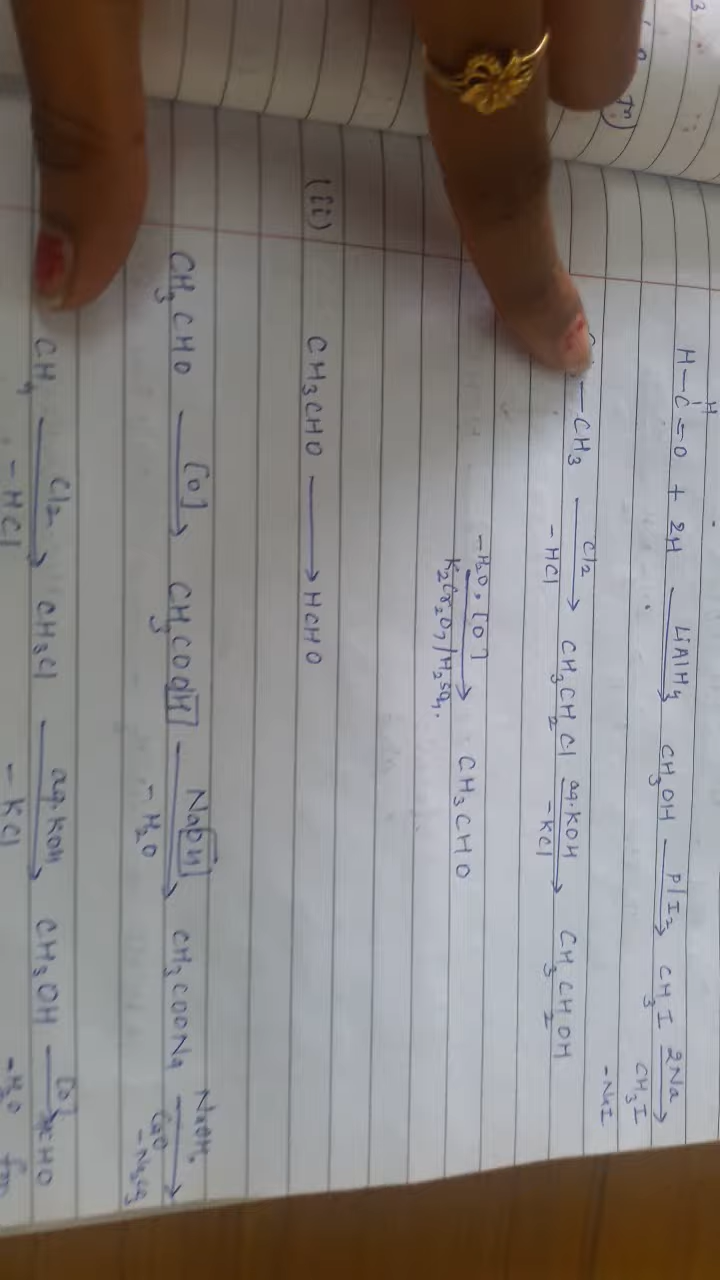 H
H—C=O + 2H —LiAlH4→ CH3OH —P/I2→ CH3I —2Na→
CH3I
-NaI
—CH3 —Cl2→ CH3CH2Cl —aq.KOH→ CH3CH2OH
-HCl -KCl
-H2O, [O]
→ CH3CHO
K2Cr2O7/H2SO4.
(ii) CH3CHO → HCHO
CH3CHO —[O]→ CH3COOH —NaOH→ CH3COONa —NaOH, CaO→
-H2O -Na2CO3
CH4 —Cl2→ CH3Cl —aq.KOH→ CH3OH —[O]→ HCHO
-HCl -KCl -H2O